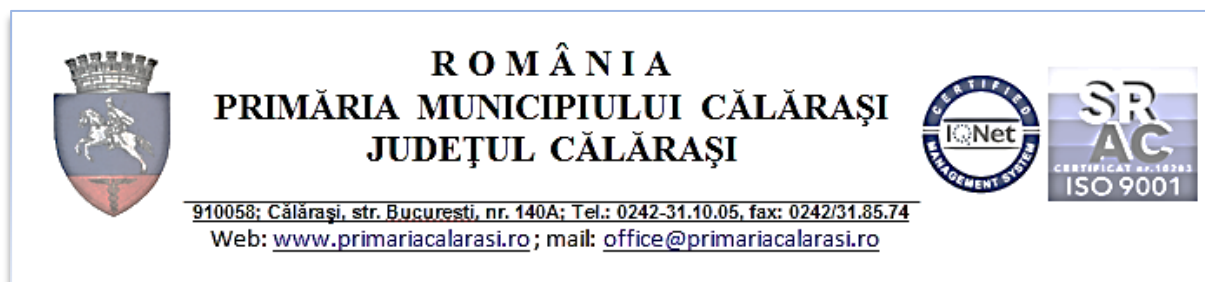 R O M Â N I A
PRIMĂRIA MUNICIPIULUI CĂLĂRAŞI
JUDEŢUL CĂLĂRAŞI
910058; Călăraşi, str. Bucureşti, nr. 140A; Tel.: 0242-31.10.05, fax: 0242/31.85.74
Web: www.primariacalarasi.ro ; mail: office@primariacalarasi.ro
CERTIFIED
IQNet
MANAGEMENT SYSTEM
SR
AC
ISO 9001